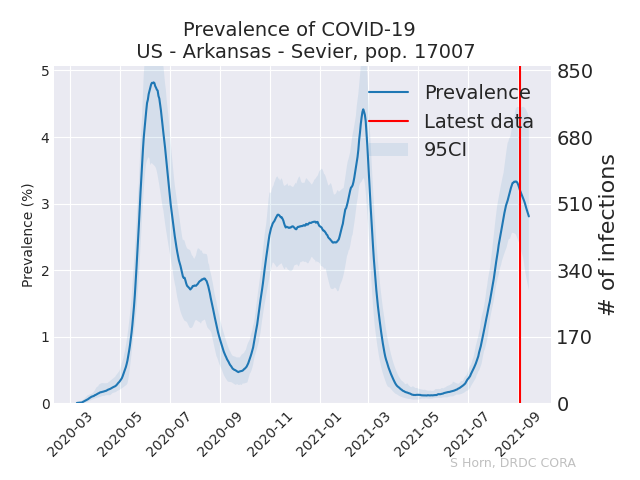 Prevalence of COVID-19
US - Arkansas - Sevier, pop. 17007
Prevalence (%)
5
4
3
2
1
0
850
680
510
340
170
0
# of infections
Prevalence
Latest data
95CI
2020-03
2020-05
2020-07
2020-09
2020-11
2021-01
2021-03
2021-05
2021-07
2021-09
S Horn, DRDC CORA